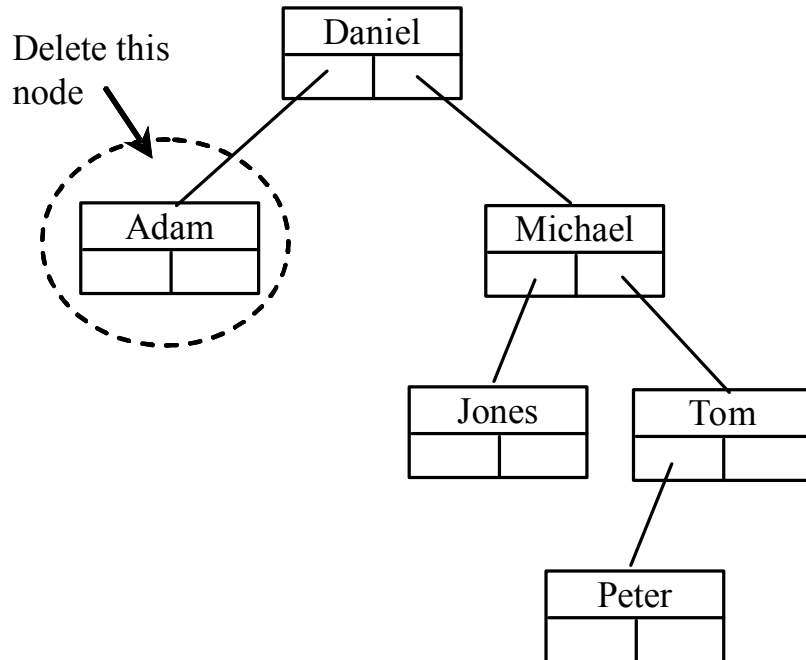 Daniel
Delete this
node
Adam
Michael
Jones
Tom
Peter